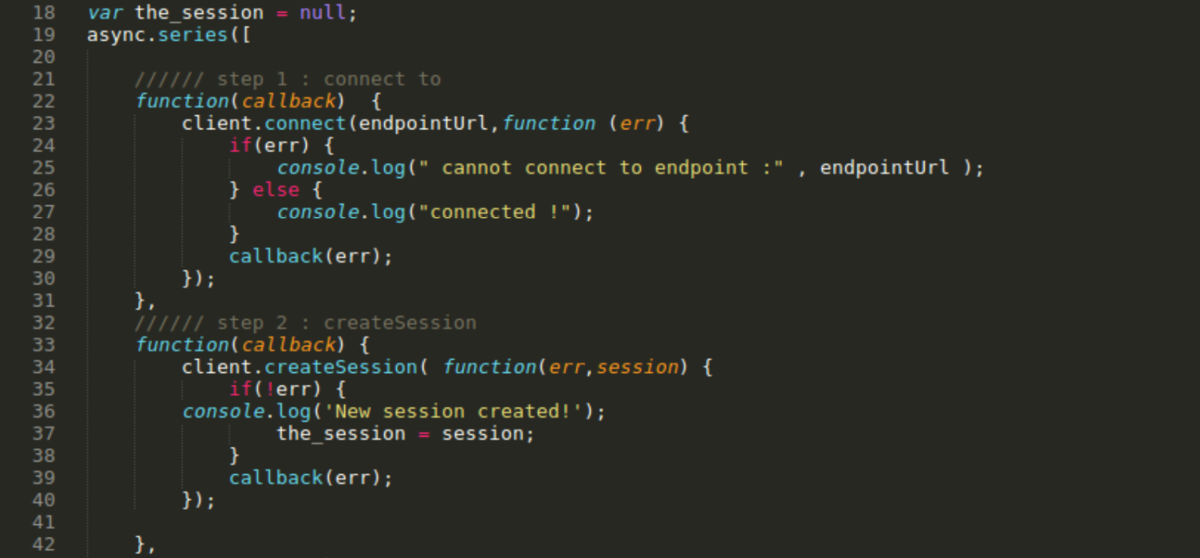 18 var the_session = null;
19 async.series([
20
21     ////// step 1 : connect to
22     function(callback)  {
23         client.connect(endpointUrl,function (err) {
24             if(err) {
25                 console.log(" cannot connect to endpoint :" , endpointUrl );
26             } else {
27                 console.log("connected !");
28             }
29             callback(err);
30         });
31     },
32     ////// step 2 : createSession
33     function(callback) {
34         client.createSession( function(err,session) {
35             if(!err) {
36         console.log('New session created!');
37                 the_session = session;
38             }
39             callback(err);
40         });
41
42     },